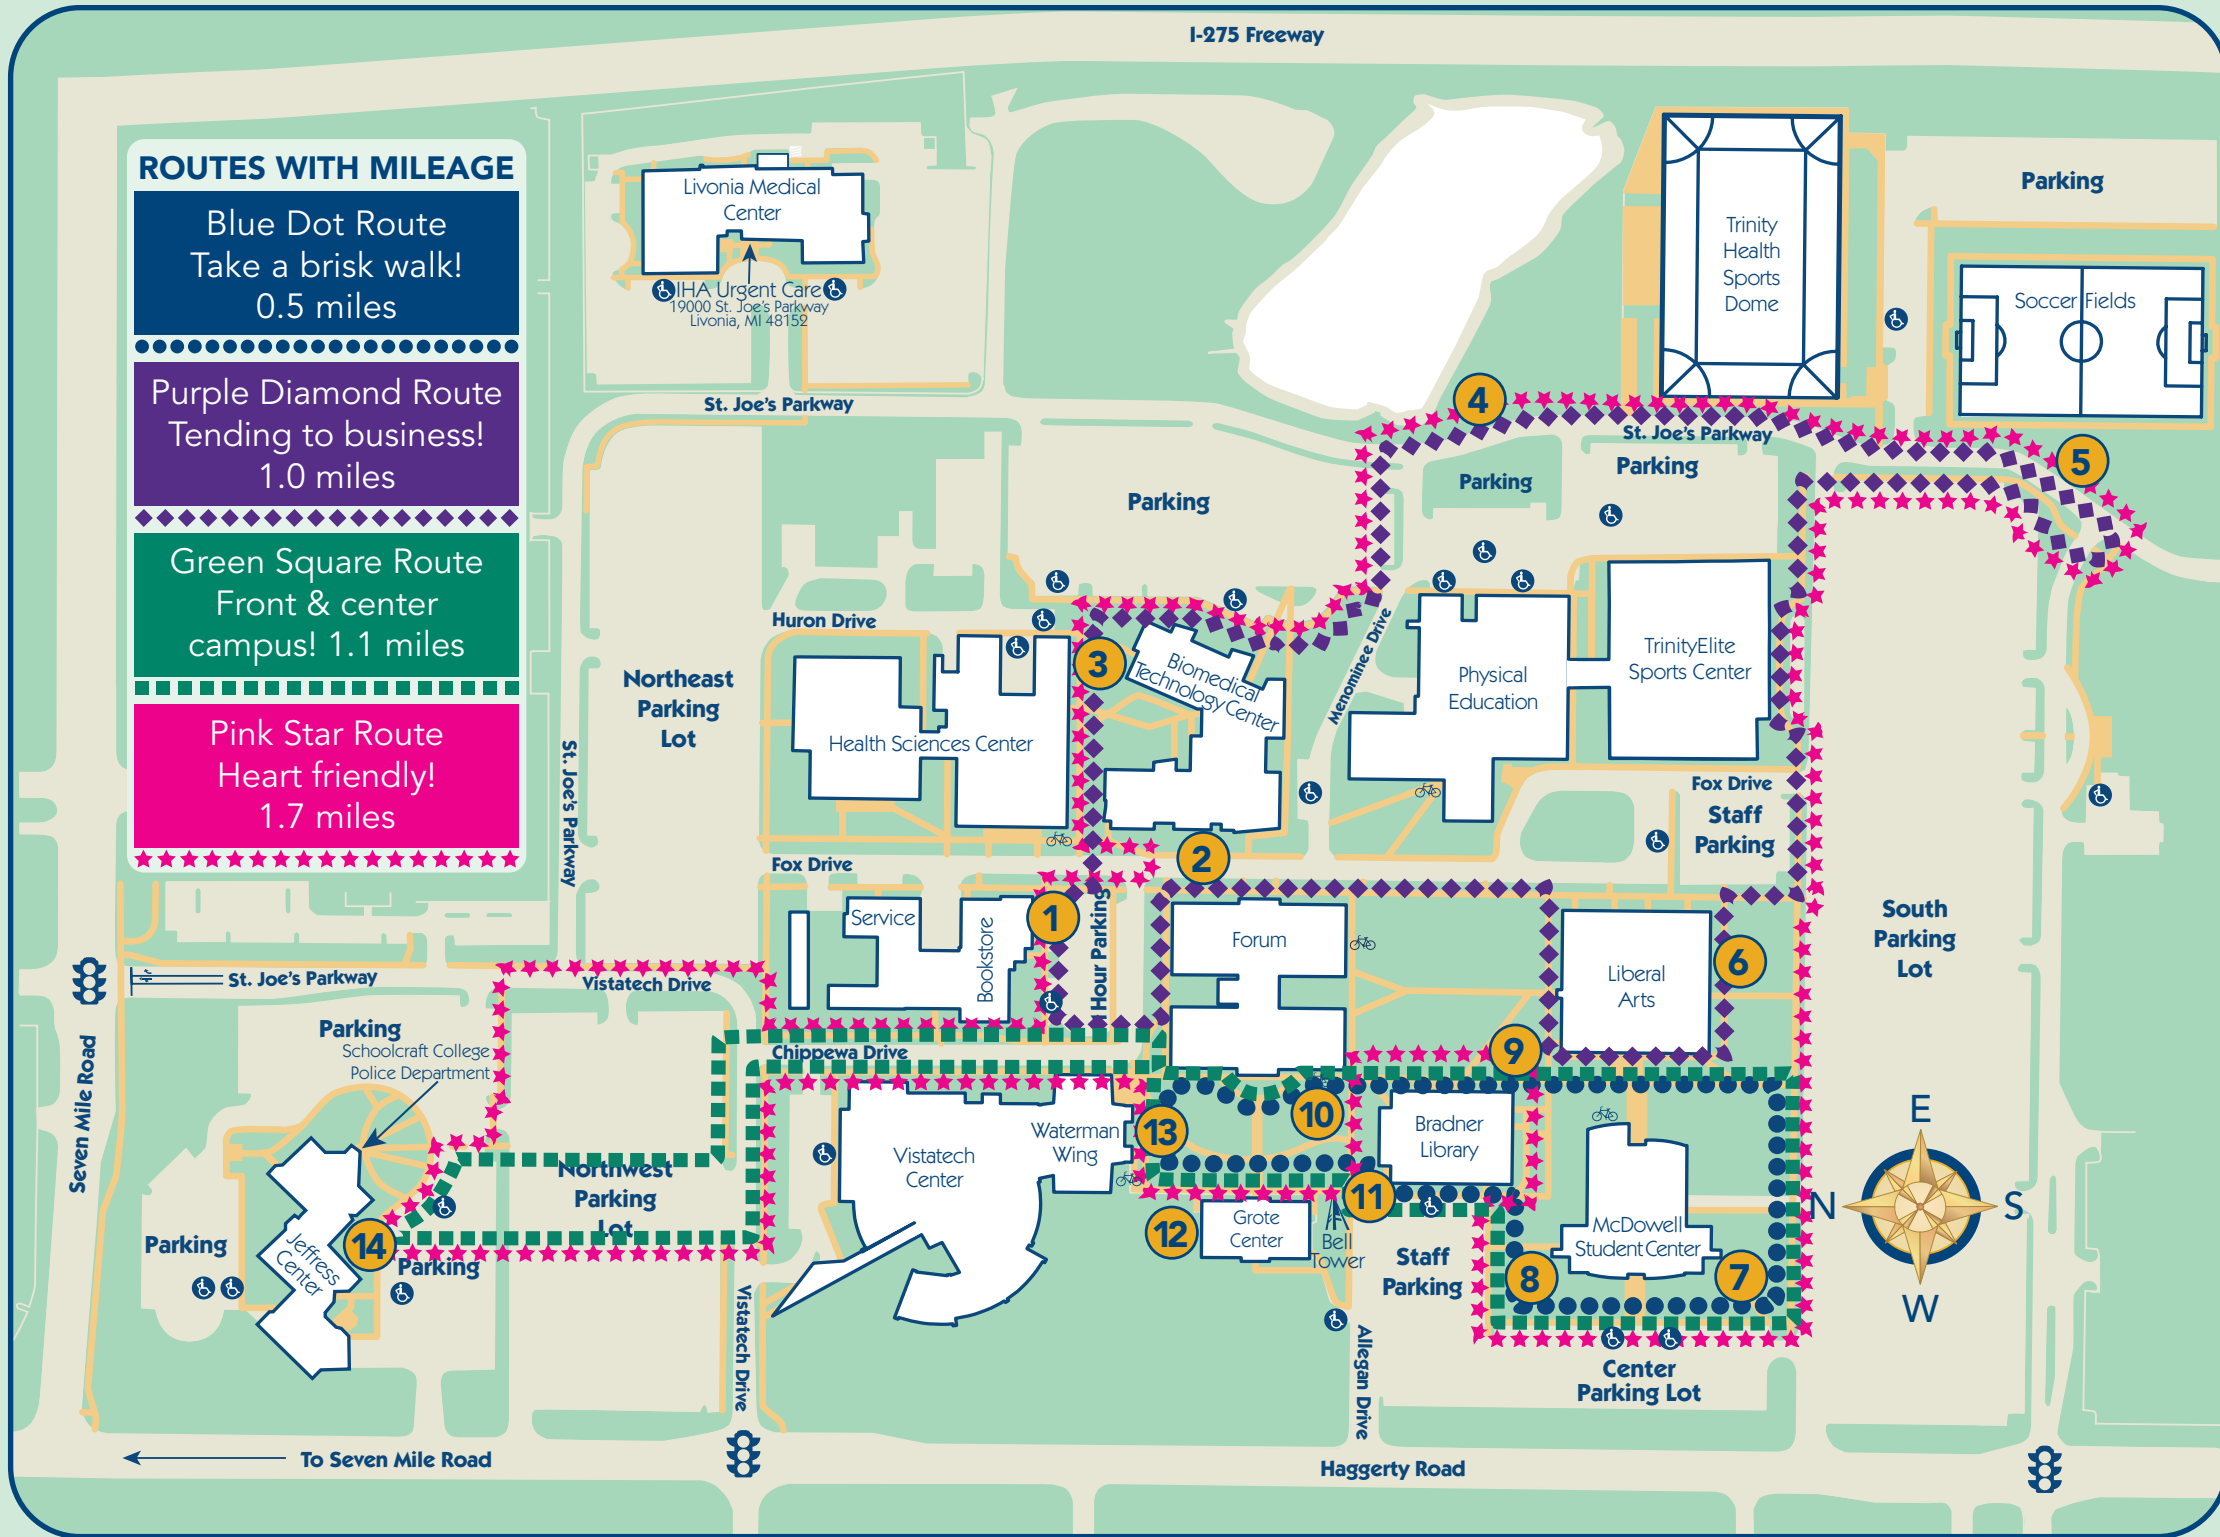 I-275 Freeway
ROUTES WITH MILEAGE
Blue Dot Route
Take a brisk walk!
0.5 miles
Purple Diamond Route
Tending to business!
1.0 miles
Green Square Route
Front & center
campus! 1.1 miles
Pink Star Route
Heart friendly!
1.7 miles
Livonia Medical
Center
IHA Urgent Care
19000 St. Joe's Parkway
Livonia, MI 48152
St. Joe's Parkway
Trinity
Health
Sports
Dome
Parking
Soccer Fields
4
St. Joe's Parkway
Parking
Parking
Parking
5
Huron Drive
Northeast
Parking
Lot
3
Health Sciences Center
Biomedical
Technology Center
Menominee Drive
Physical
Education
TrinityElite
Sports Center
Fox Drive
Staff
Parking
St. Joe's Parkway
Fox Drive
2
1
Service
Bookstore
1 Hour Parking
Forum
Liberal
Arts
6
South
Parking
Lot
St. Joe's Parkway
Vistatech Drive
Parking
Schoolcraft College
Police Department
Chippewa Drive
9
Seven Mile Road
10
13
Bradner
Library
Waterman
Wing
Vistatech
Center
Northwest
Parking
Lot
11
12
Grote
Center
Bell
Tower
McDowell
Student Center
Staff
Parking
8
7
E
N
S
W
14
Jeffress
Center
Parking
Parking
Vistatech Drive
Allegan Drive
Center
Parking Lot
To Seven Mile Road
Haggerty Road